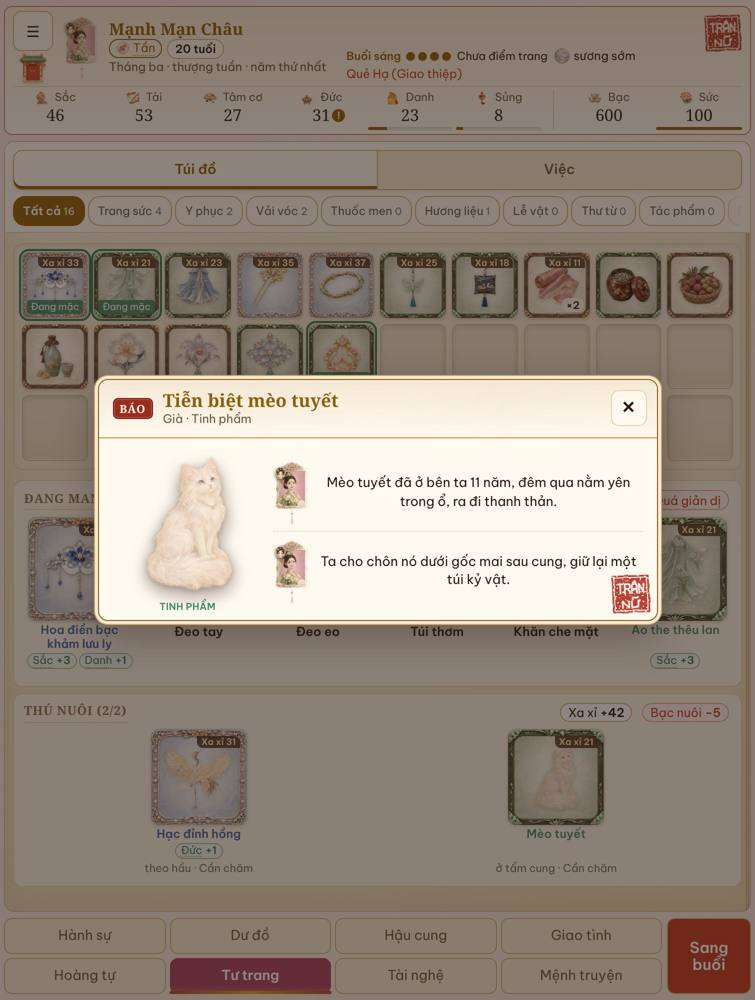 ☰
Mạnh Mạn Châu
Tần 20 tuổi
Tháng ba · thượng tuần · năm thứ nhất
Buổi sáng Chưa điểm trang sương sớm
Quẻ Hạ (Giao thiệp)
TRÂN NỮ
Sắc Tài Tâm cơ Đức Danh Sủng Bạc Sức
46 53 27 31 ! 23 8 600 100
Túi đồ Việc
Tất cả 16 Trang sức 4 Y phục 2 Vải vóc 2 Thuốc men 0 Hương liệu 1 Lễ vật 0 Thư từ 0 Tác phẩm 0
Xa xỉ 33 Xa xỉ 21 Xa xỉ 23 Xa xỉ 35 Xa xỉ 37 Xa xỉ 25 Xa xỉ 18 Xa xỉ 11
Đang mặc Đang mặc ×2
BÁO Tiễn biệt mèo tuyết ×
Già · Tinh phẩm
Mèo tuyết đã ở bên ta 11 năm, đêm qua nằm yên
trong ổ, ra đi thanh thản.
Ta cho chôn nó dưới gốc mai sau cung, giữ lại một
túi kỷ vật.
TINH PHẨM
TRÂN NỮ
giản dị
21
Hoa điền bạc
khảm lưu ly
Đeo tay Đeo eo Túi thơm Khăn che mặt Áo the thêu lan
Sắc +3 Danh +1 Sắc +3
THÚ NUÔI (2/2) Xa xỉ +42 Bạc nuôi −5
Xa xỉ 31 Xa xỉ 21
Hạc đỉnh hồng Mèo tuyết
Đức +1
theo hầu · Cần chăm ở tẩm cung · Cần chăm
Hành sự Dư đồ Hậu cung Giao tình
Hoàng tự Tư trang Tài nghệ Mệnh truyện
Sang
buổi